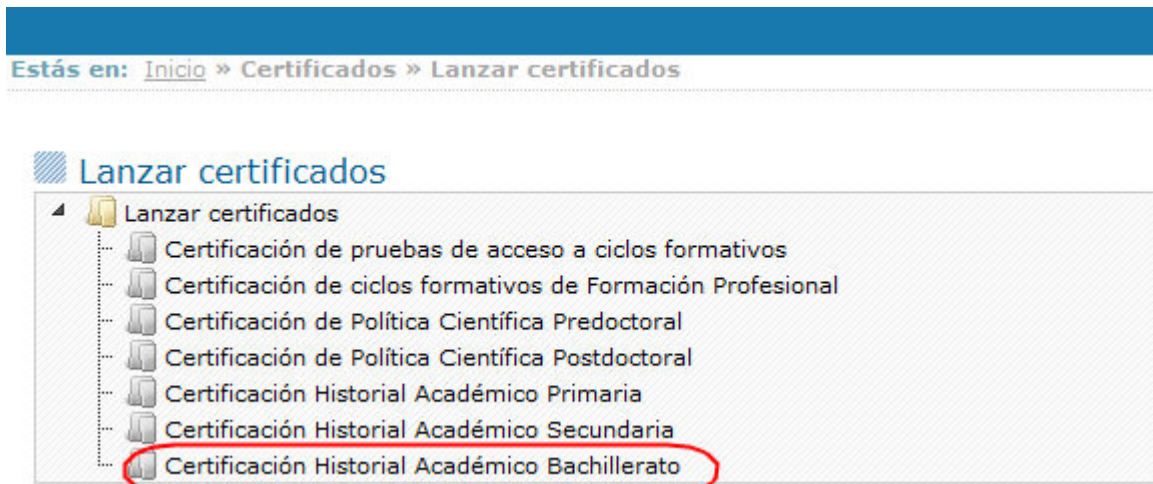 Estás en: Inicio » Certificados » Lanzar certificados
Lanzar certificados
Lanzar certificados
Certificación de pruebas de acceso a ciclos formativos
Certificación de ciclos formativos de Formación Profesional
Certificación de Política Científica Predoctoral
Certificación de Política Científica Postdoctoral
Certificación Historial Académico Primaria
Certificación Historial Académico Secundaria
Certificación Historial Académico Bachillerato